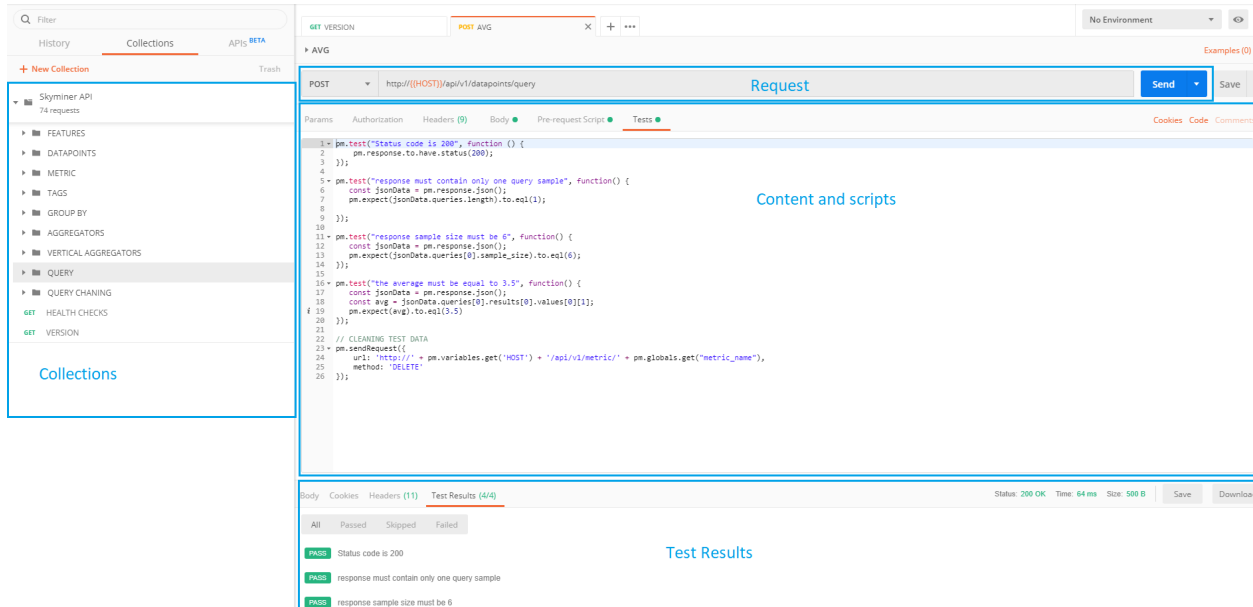 Filter
History Collections APIs BETA
+ New Collection Trash
Skyminer API
74 requests
FEATURES
DATAPOINTS
METRIC
TAGS
GROUP BY
AGGREGATORS
VERTICAL AGGREGATORS
QUERY
QUERY CHANING
GET HEALTH CHECKS
GET VERSION
Collections
GET VERSION POST AVG × + •••
No Environment
AVG
Examples (0)
POST http://{{HOST}}/api/v1/datapoints/query Request Send Save
Params Authorization Headers (9) Body Pre-request Script Tests Cookies Code Comment
1 pm.test("Status code is 200", function () {
2 pm.response.to.have.status(200);
3 });
4
5 pm.test("response must contain only one query sample", function() {
6 const jsonData = pm.response.json();
7 pm.expect(jsonData.queries.length).to.eql(1);
8
9 });
10
11 pm.test("response sample size must be 6", function() {
12 const jsonData = pm.response.json();
13 pm.expect(jsonData.queries[0].sample_size).to.eql(6);
14 });
15
16 pm.test("the average must be equal to 3.5", function() {
17 const jsonData = pm.response.json();
18 const avg = jsonData.queries[0].results[0].values[0][1];
i 19 pm.expect(avg).to.eql(3.5)
20 });
21
22 // CLEANING TEST DATA
23 pm.sendRequest({
24 url: 'http://' + pm.variables.get('HOST') + '/api/v1/metric/' + pm.globals.get("metric_name"),
25 method: 'DELETE'
26 });
Content and scripts
Body Cookies Headers (11) Test Results (4/4) Status: 200 OK Time: 64 ms Size: 500 B Save Downloa
All Passed Skipped Failed
PASS Status code is 200
Test Results
PASS response must contain only one query sample
PASS response sample size must be 6